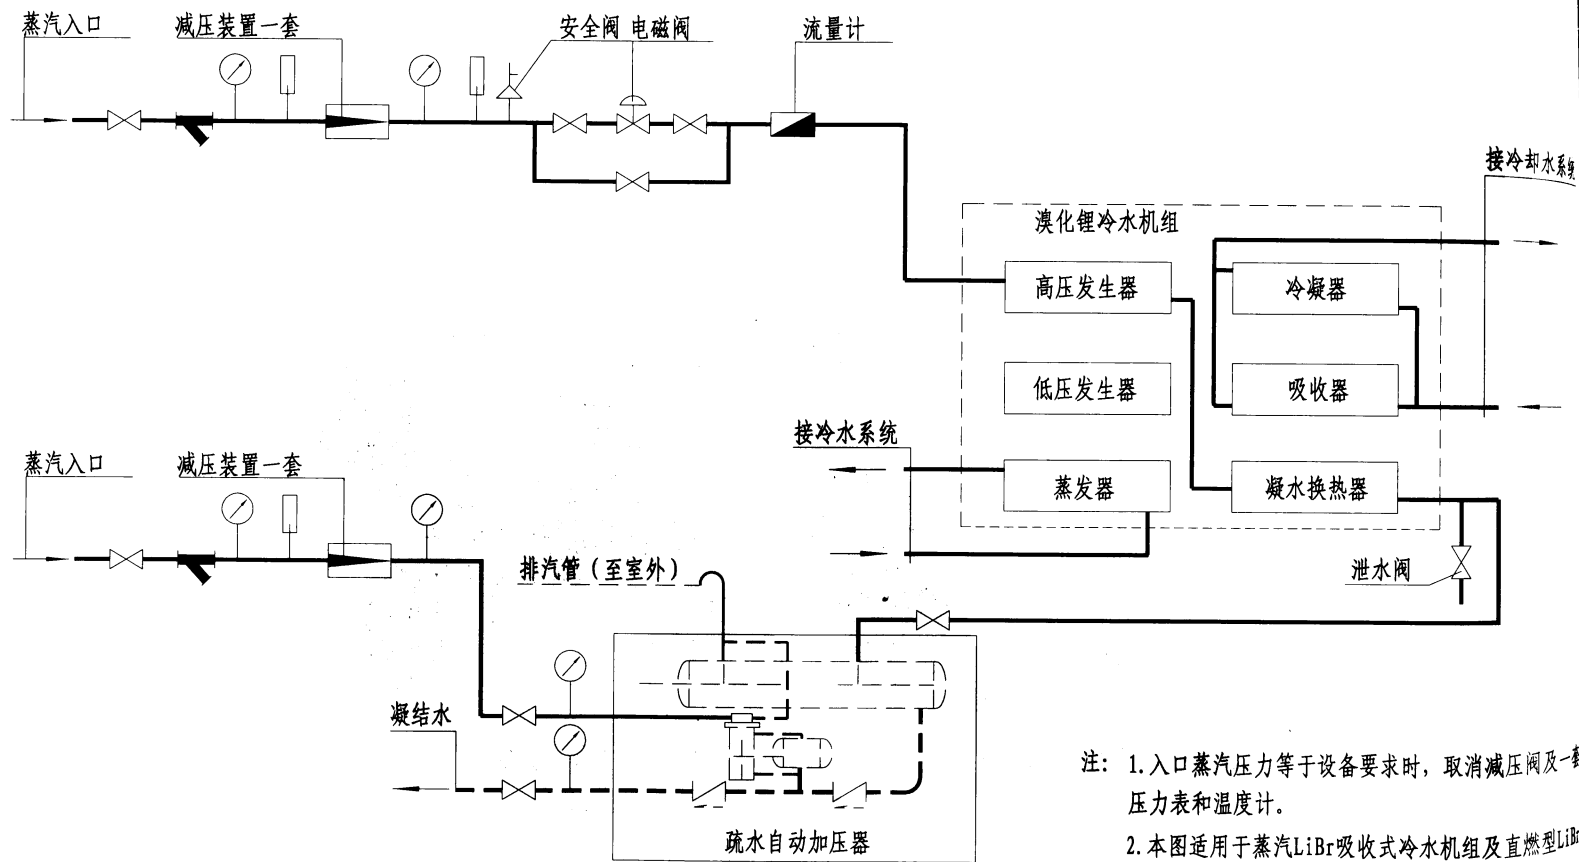 蒸汽入口
减压装置一套
安全阀 电磁阀
流量计
接冷却水系统
溴化锂冷水机组
高压发生器
冷凝器
低压发生器
吸收器
接冷水系统
蒸汽入口
减压装置一套
蒸发器
凝水换热器
排汽管（至室外）
泄水阀
凝结水
疏水自动加压器
注: 1.入口蒸汽压力等于设备要求时，取消减压阀及一套
压力表和温度计。
2.本图适用于蒸汽LiBr吸收式冷水机组及直燃型LiBr